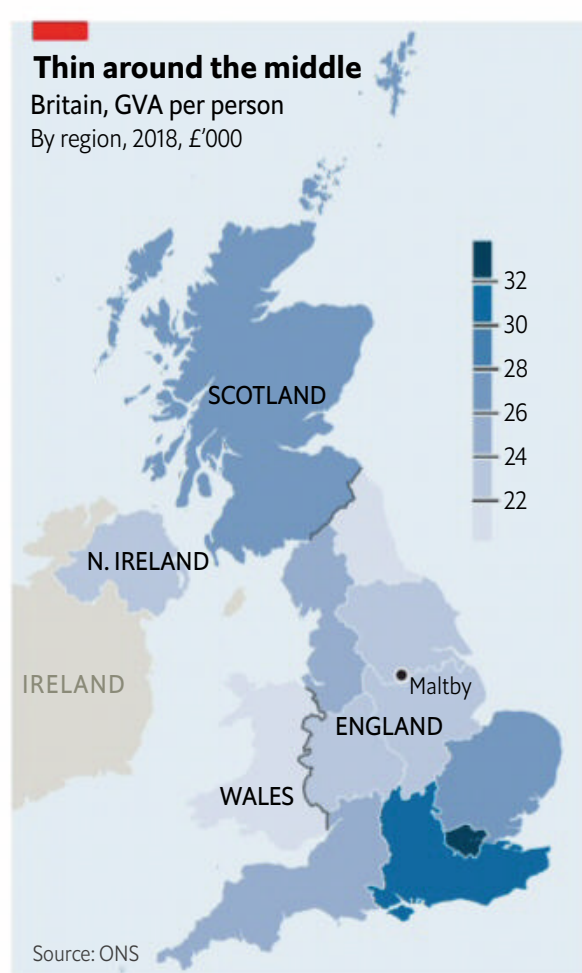 Thin around the middle
Britain, GVA per person
By region, 2018, £’000
32
30
28
26
24
22
SCOTLAND
N. IRELAND
IRELAND
Maltby
ENGLAND
WALES
Source: ONS